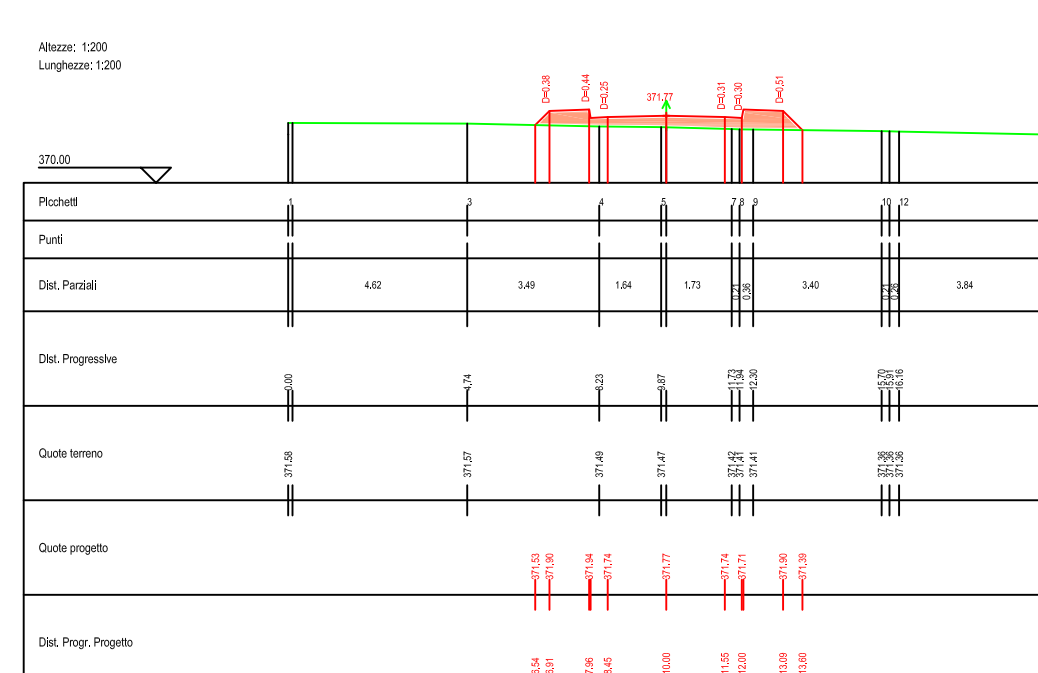 Altezze: 1:200
Lunghezze: 1:200
D=0.38 D=0.44 D=0.25 371.77 D=0.31 D=0.30 D=0.51
370.00
Picchetti 1 3 4 5 7 8 9 10 12
Punti
Dist. Parziali 4.62 3.49 1.64 1.73 0.21 0.36 3.40 0.21 0.26 3.84
Dist. Progressive 0.00 4.74 8.23 9.87 11.73 11.94 12.30 15.70 15.91 16.16
Quote terreno 371.58 371.57 371.49 371.47 371.42 371.41 371.41 371.36 371.36 371.36
Quote progetto 371.53 371.90 371.94 371.74 371.77 371.74 371.71 371.90 371.39
Dist. Progr. Progetto 6.54 6.91 7.96 8.45 10.00 11.55 12.00 13.09 13.60